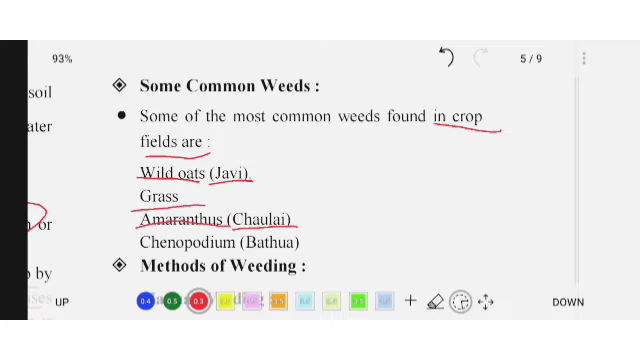 93%
5 / 9
soil
Some Common Weeds :
Some of the most common weeds found in crop
ater
fields are :
Wild oats (Javi)
Grass
Amaranthus (Chaulai)
or
Chenopodium (Bathua)
Methods of Weeding :
by
UP
0.4
0.5
0.3
DOWN